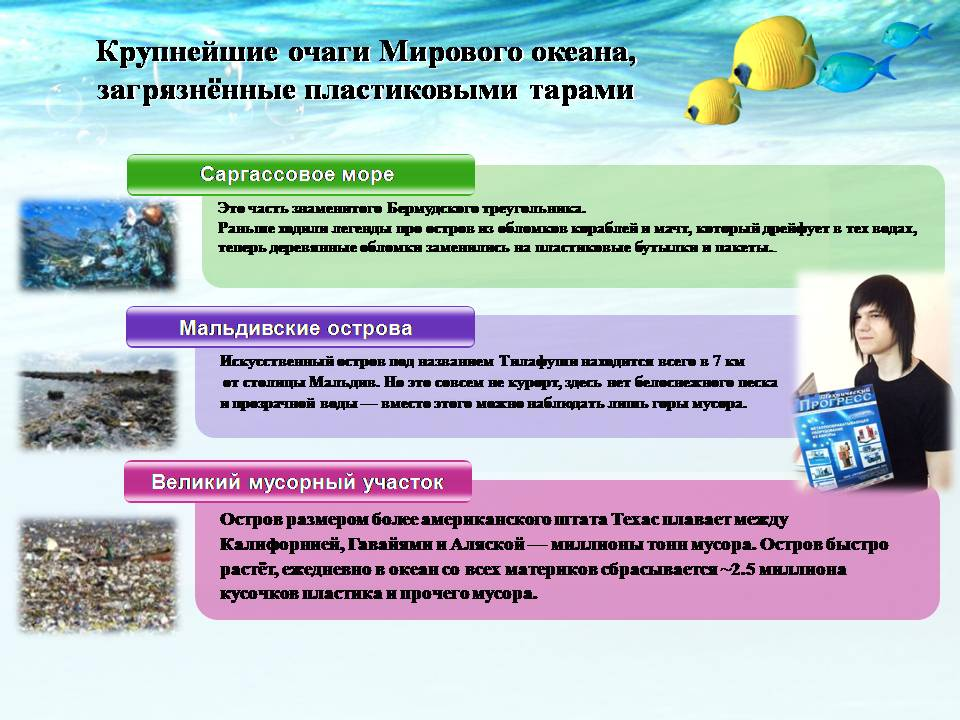 Крупнейшие очаги Мирового океана,
загрязнённые пластиковыми тарами
Саргассовое море
Это часть знаменитого Бермудского треугольника.
Раньше ходили легенды про остров из обломков кораблей и мачт, который дрейфует в тех водах,
теперь деревянные обломки заменились на пластиковые бутылки и пакеты..
Мальдивские острова
Искусственный остров под названием Тилафуши находится всего в 7 км
от столицы Мальдив. Но это совсем не курорт, здесь нет белоснежного песка
и прозрачной воды — вместо этого можно наблюдать лишь горы мусора.
Технический
ПРОГРЕСС
МЕТАЛЛООБРАБАТЫВАЮЩЕЕ
ОБОРУДОВАНИЕ
ИЗ ЕВРОПЫ
Великий мусорный участок
Остров размером более американского штата Техас плавает между
Калифорнией, Гавайями и Аляской — миллионы тонн мусора. Остров быстро
растёт, ежедневно в океан со всех материков сбрасывается ~2.5 миллиона
кусочков пластика и прочего мусора.